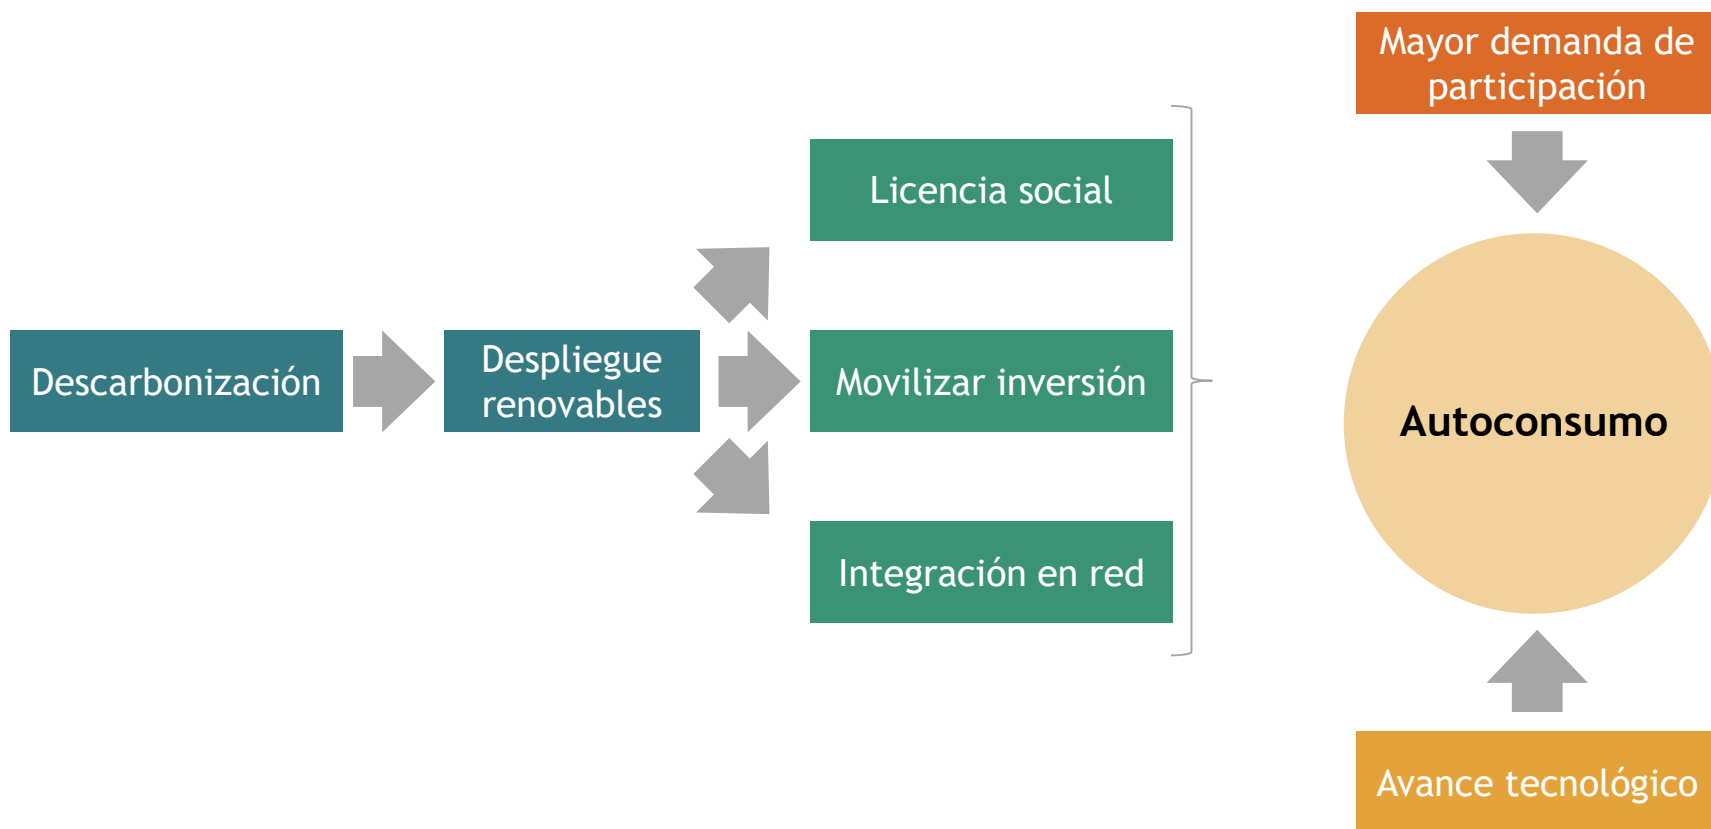 Mayor demanda de
participación
Licencia social
Descarbonización
Despliegue
renovables
Movilizar inversión
Autoconsumo
Integración en red
Avance tecnológico